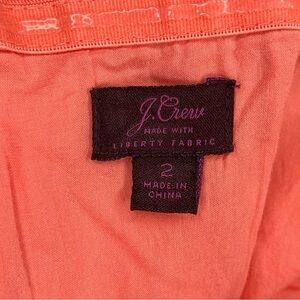 J.Crew
MADE WITH
LIBERTY FABRIC
2
MADE IN
CHINA